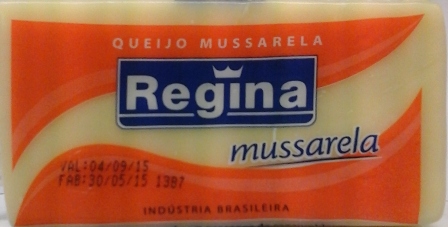 QUEIJO MUSSARELA
Regina
mussarela
VAL:04/09/15
FAB:30/05/15 1387
INDÚSTRIA BRASILEIRA